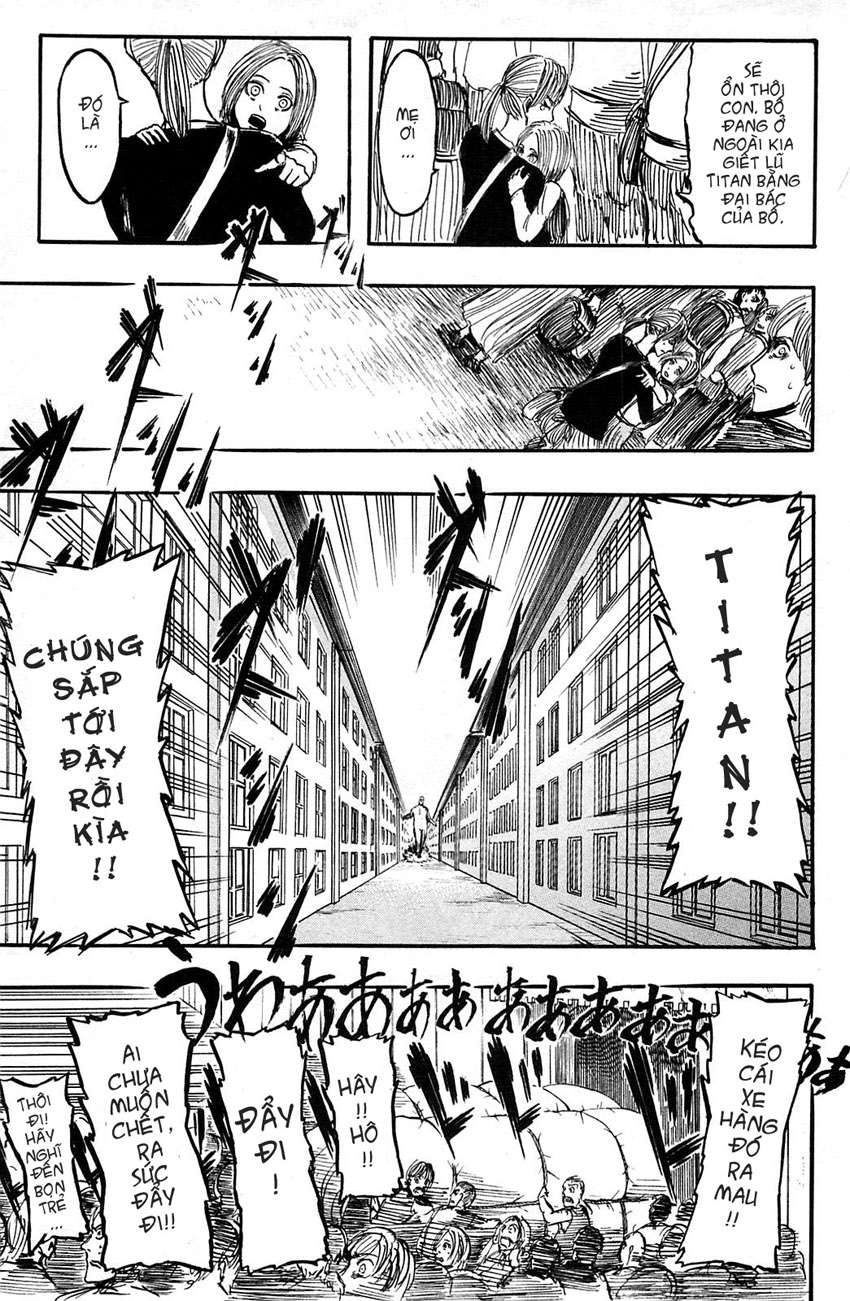 SẼ
ỔN THÔI
CON. BỐ
ĐANG Ở
NGOÀI KIA
GIẾT LŨ
TITAN BẰNG
ĐẠI BÁC
CỦA BỐ.
MẸ
ƠI
...
ĐÓ
LÀ
...
TITAN!!
CHÚNG
SẮP
TỚI
ĐÂY
RỒI
KÌA
!!
うわああああああああああ
KÉO
CÁI
XE
HÀNG
ĐÓ
RA
MAU
!!
HÂY
!!
HÔ
!!
ĐẨY
ĐI
!
AI
CHƯA
MUỐN
CHẾT,
RA
SỨC
ĐẨY
ĐI!!
THÔI
ĐI!!
HÃY
NGHĨ
ĐẾN
BỌN
TRẺ
...